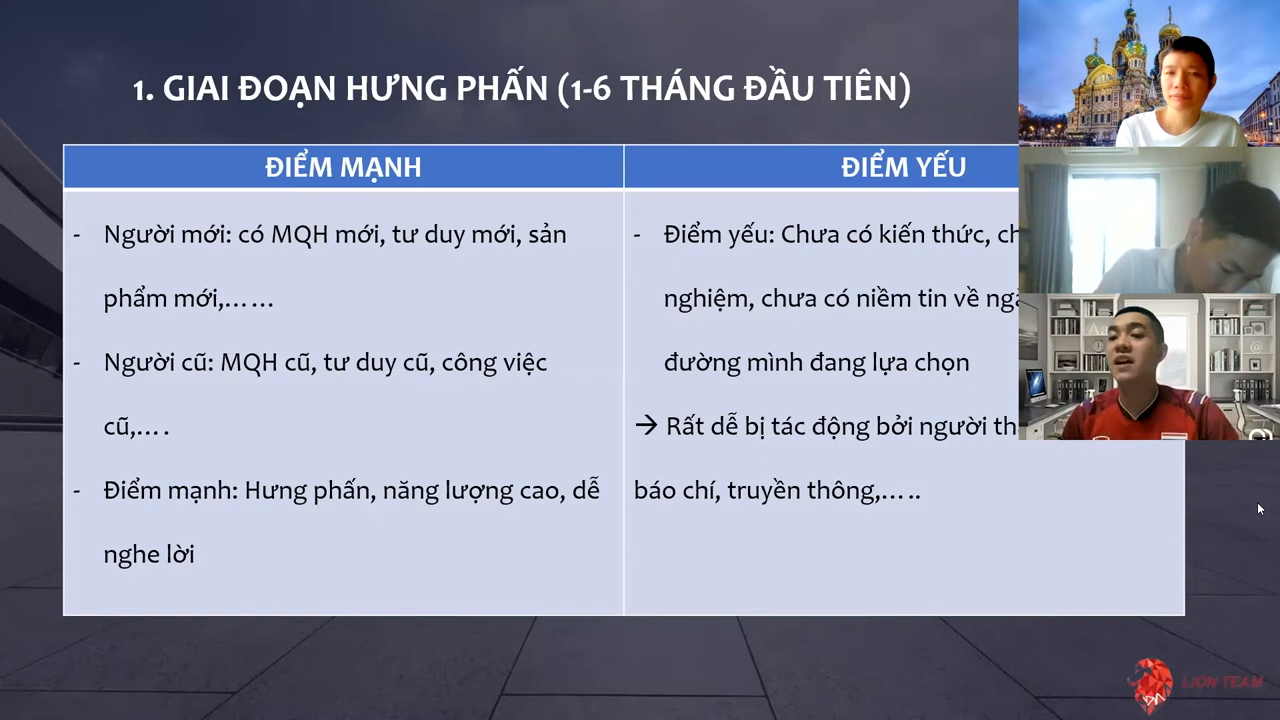 1. GIAI ĐOẠN HƯNG PHẤN (1-6 THÁNG ĐẦU TIÊN)
ĐIỂM MẠNH
- Người mới: có MQH mới, tư duy mới, sản
phẩm mới,……
- Người cũ: MQH cũ, tư duy cũ, công việc
cũ,….
- Điểm mạnh: Hưng phấn, năng lượng cao, dễ
nghe lời
ĐIỂM YẾU
- Điểm yếu: Chưa có kiến thức,
nghiệm, chưa có niềm tin về
đường mình đang lựa chọn
→ Rất dễ bị tác động bởi người
báo chí, truyền thông,…..
LION TEAM